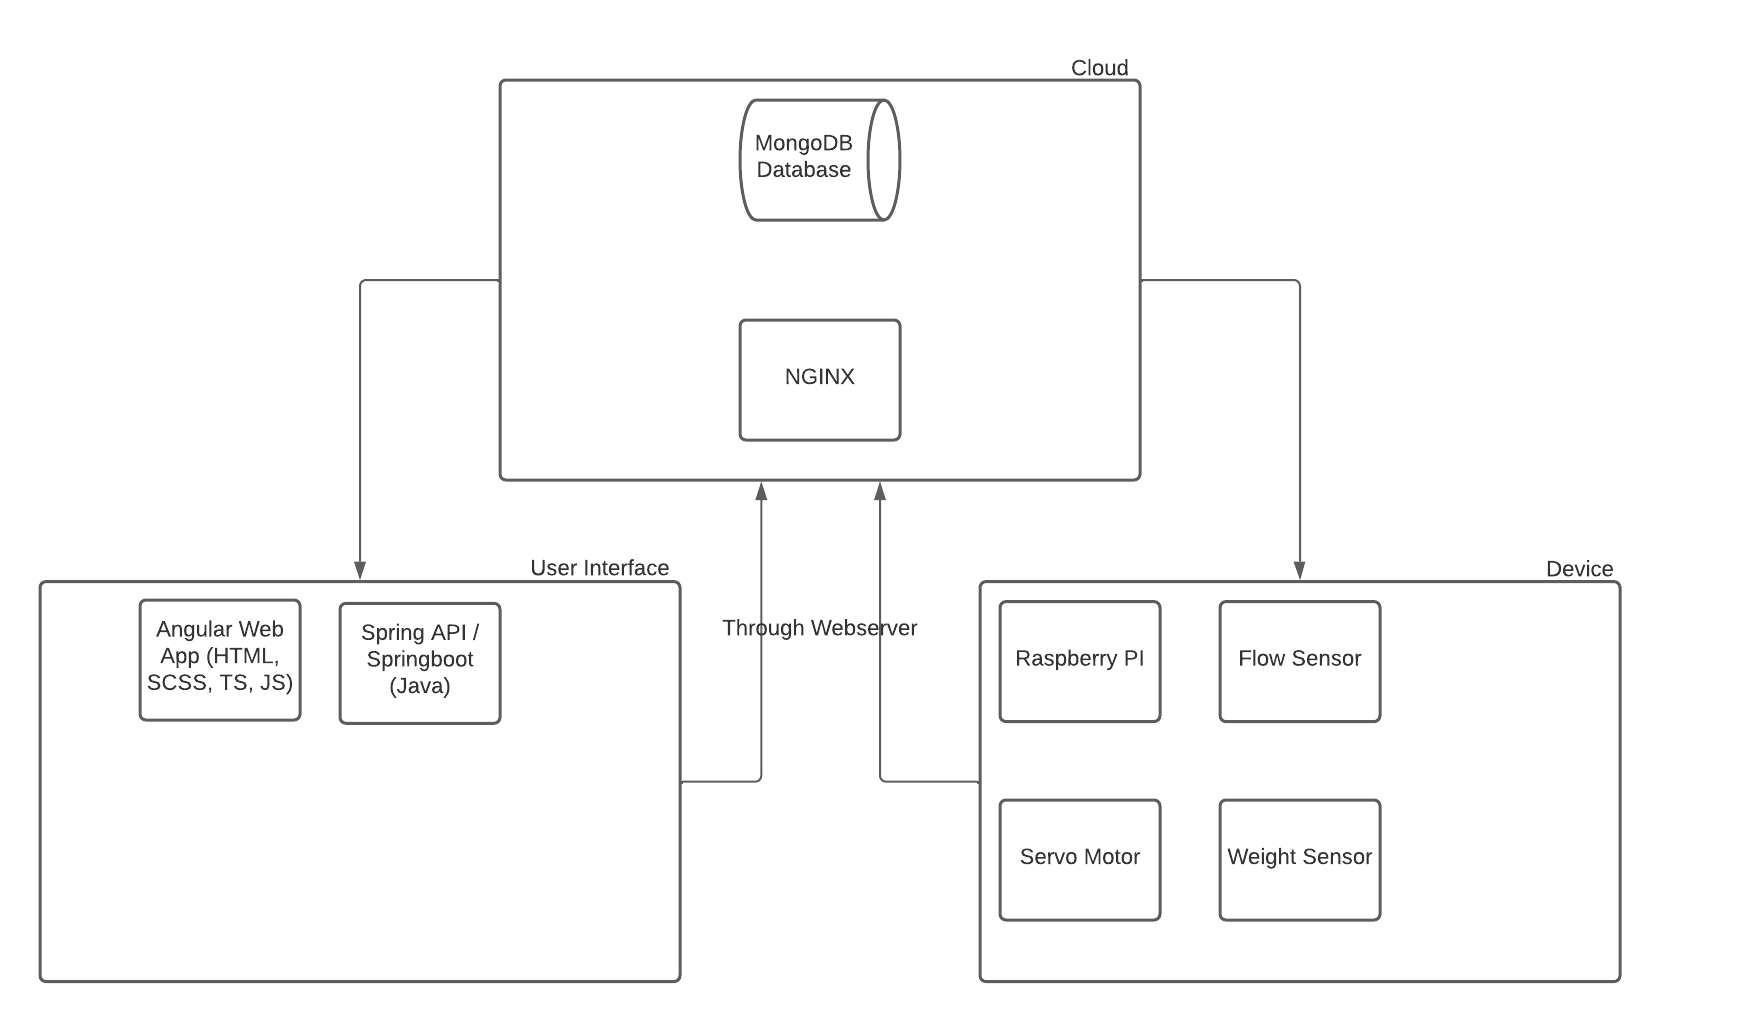 Cloud
MongoDB
Database
NGINX
User Interface
Device
Angular Web
App (HTML,
SCSS, TS, JS)
Spring API /
Springboot
(Java)
Through Webserver
Raspberry PI
Flow Sensor
Servo Motor
Weight Sensor